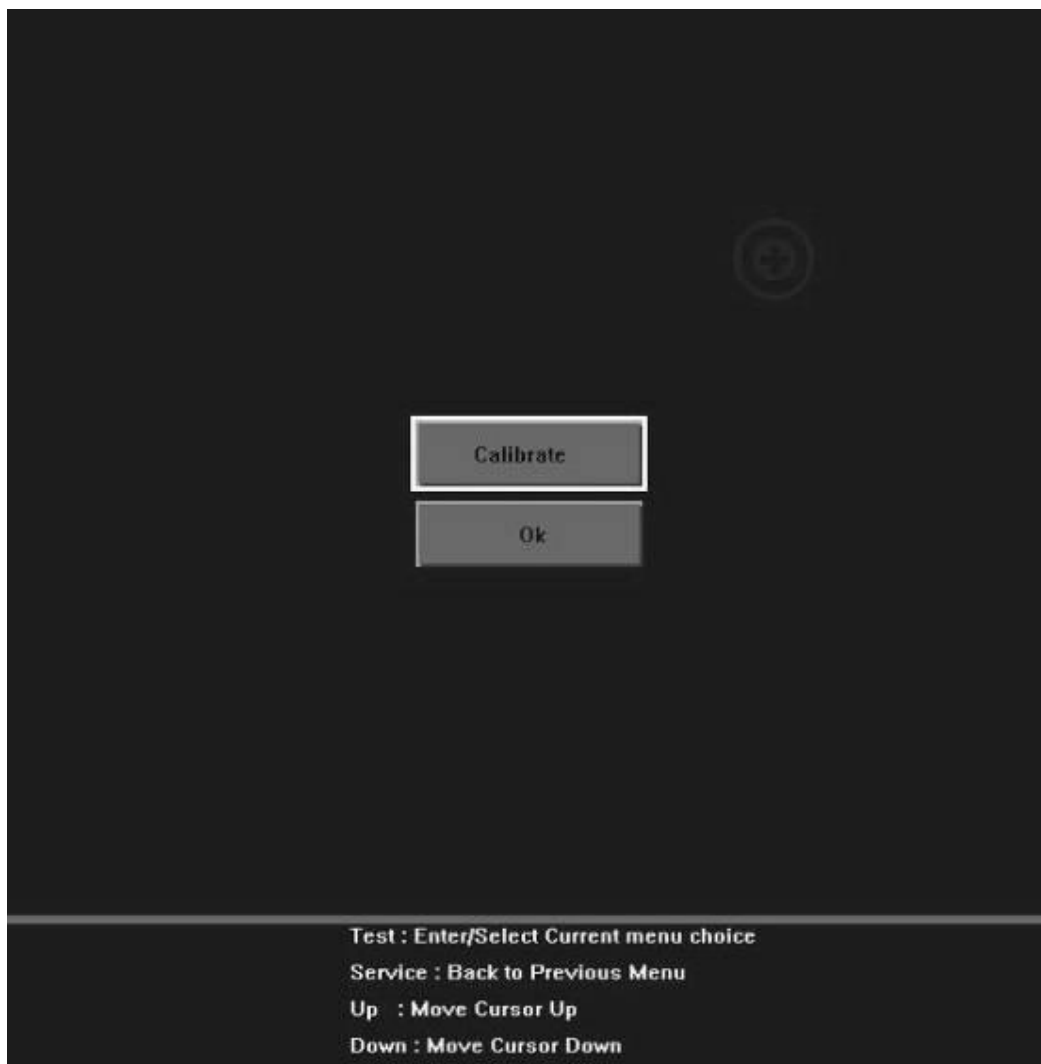 Calibrate
Ok
Test : Enter/Select Current menu choice
Service : Back to Previous Menu
Up : Move Cursor Up
Down : Move Cursor Down